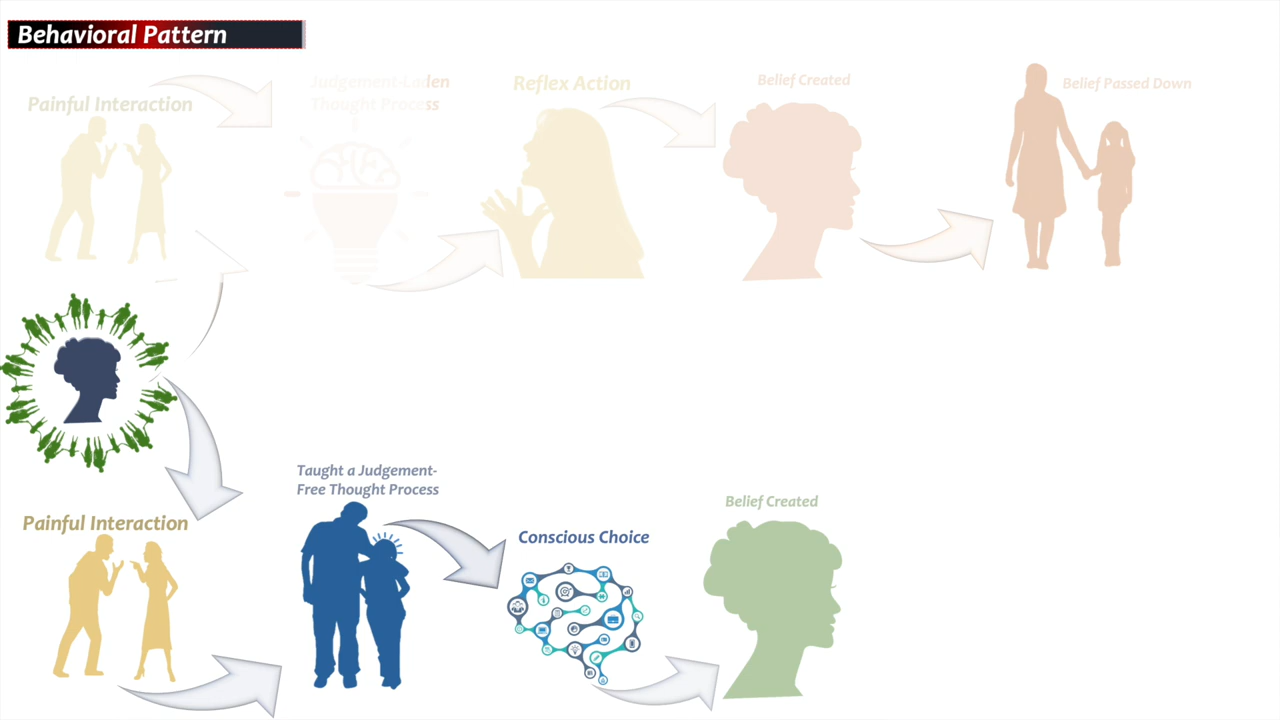 Behavioral Pattern
Painful Interaction
Judgement-Laden
Thought Process
Reflex Action
Belief Created
Belief Passed Down
Painful Interaction
Taught a Judgement-
Free Thought Process
Conscious Choice
Belief Created